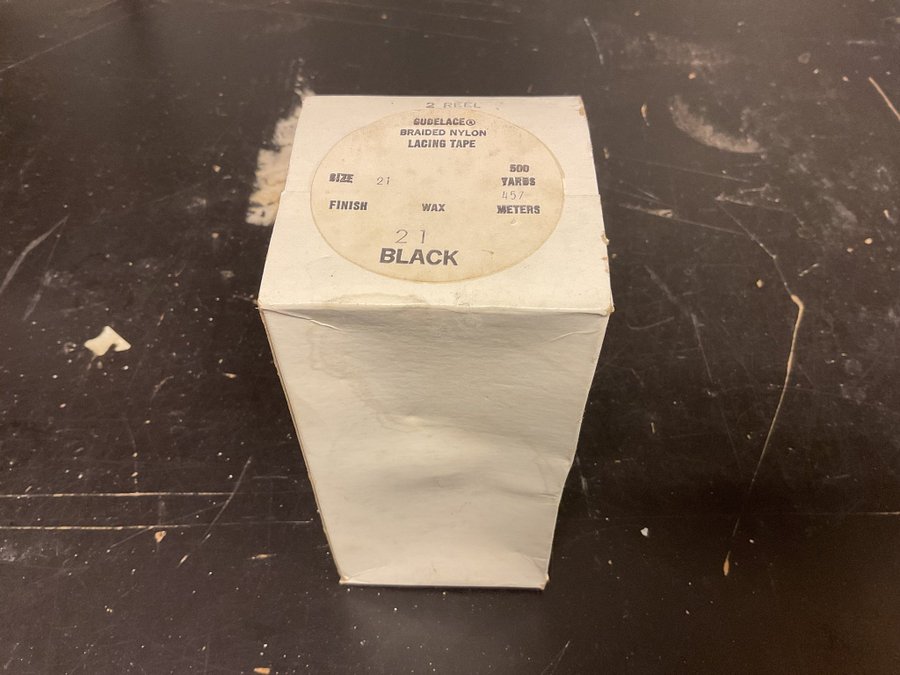 2 REEL
GUDELACE®
BRAIDED NYLON
LACING TAPE
SIZE 21
500
YARDS
457
METERS
FINISH WAX
21
BLACK